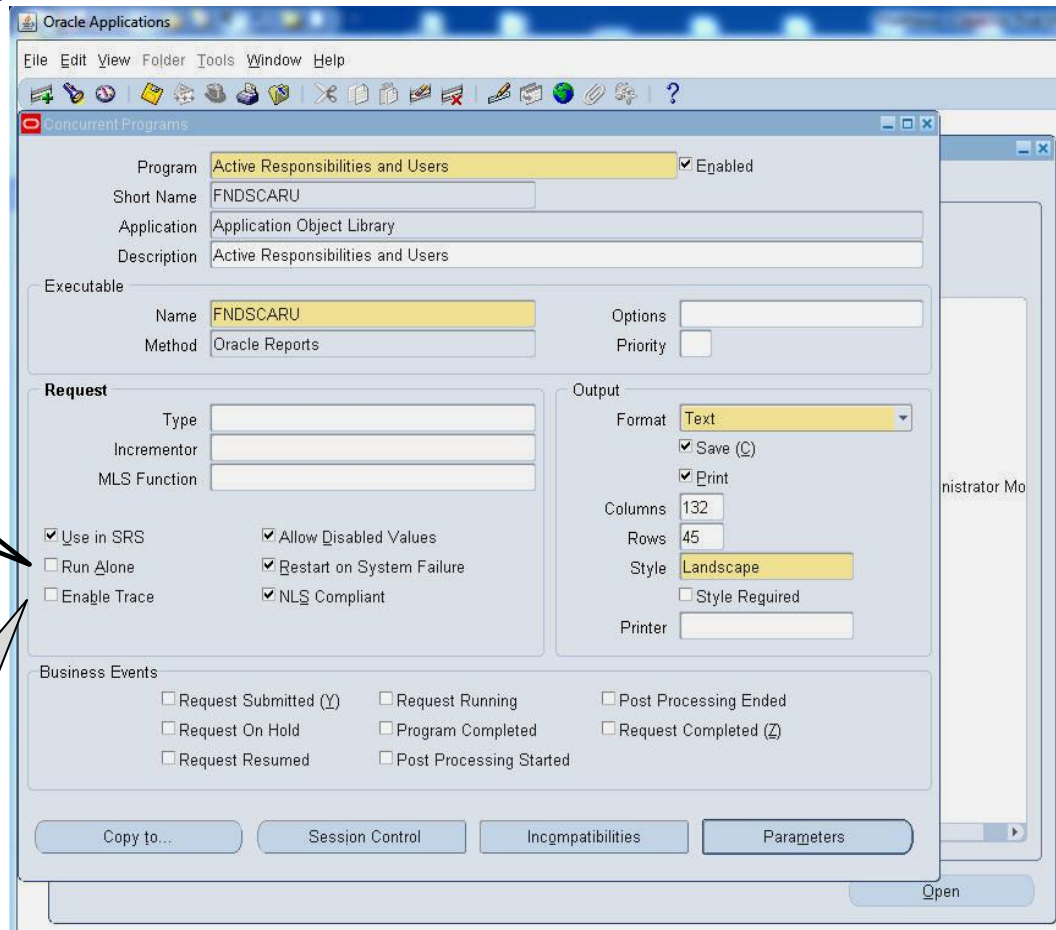 Oracle Applications
File Edit View Folder Tools Window Help
Concurrent Programs
Program Active Responsibilities and Users Enabled
Short Name FNDSCARU
Application Application Object Library
Description Active Responsibilities and Users
Executable
Name FNDSCARU Options
Method Oracle Reports Priority
Request Output
Type Format Text
Incrementor Save (C)
MLS Function Print
nistrator Mo
Columns 132
Use in SRS Allow Disabled Values Rows 45
Run Alone Restart on System Failure Style Landscape
Enable Trace NLS Compliant Style Required
Printer
Business Events
Request Submitted (Y) Request Running Post Processing Ended
Request On Hold Program Completed Request Completed (Z)
Request Resumed Post Processing Started
Copy to... Session Control Incompatibilities Parameters
Open